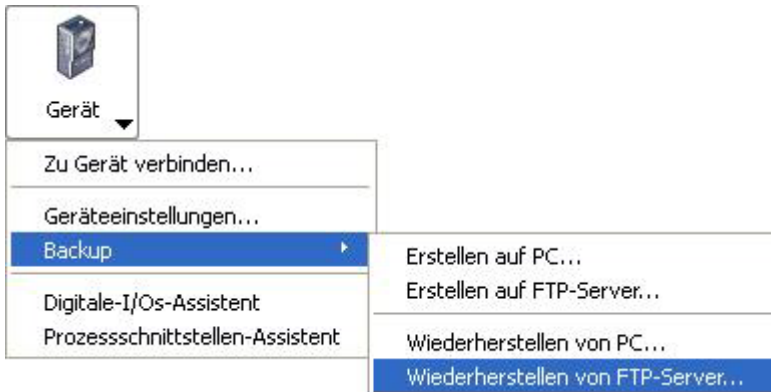 Gerät
Zu Gerät verbinden...
Geräteeinstellungen...
Backup
Digitale-I/Os-Assistent
Prozessschnittstellen-Assistent
Erstellen auf PC...
Erstellen auf FTP-Server...
Wiederherstellen von PC...
Wiederherstellen von FTP-Server...